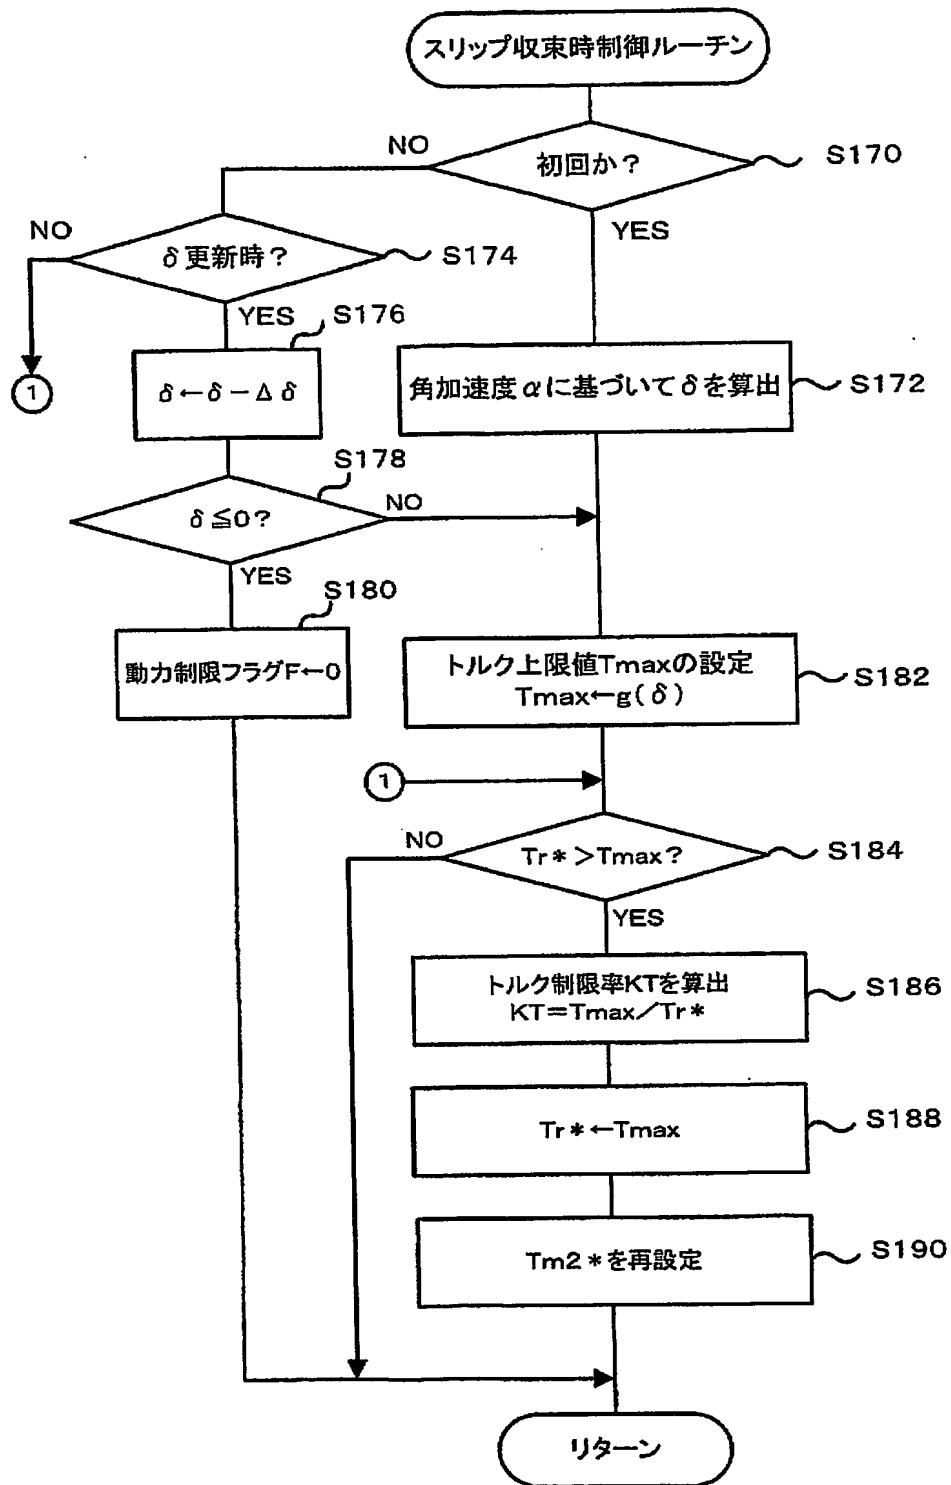 スリップ収束時制御ルーチン
NO
初回か？
S170
YES
NO
δ更新時？
S174
YES
S176
①
δ←δ－Δδ
角加速度αに基づいてδを算出
S172
S178
δ≦0？
NO
YES
S180
動力制限フラグF←0
トルク上限値Tmaxの設定
Tmax←g(δ)
S182
①
NO
Tr*＞Tmax？
S184
YES
トルク制限率KTを算出
KT＝Tmax／Tr*
S186
Tr*←Tmax
S188
Tm2*を再設定
S190
リターン